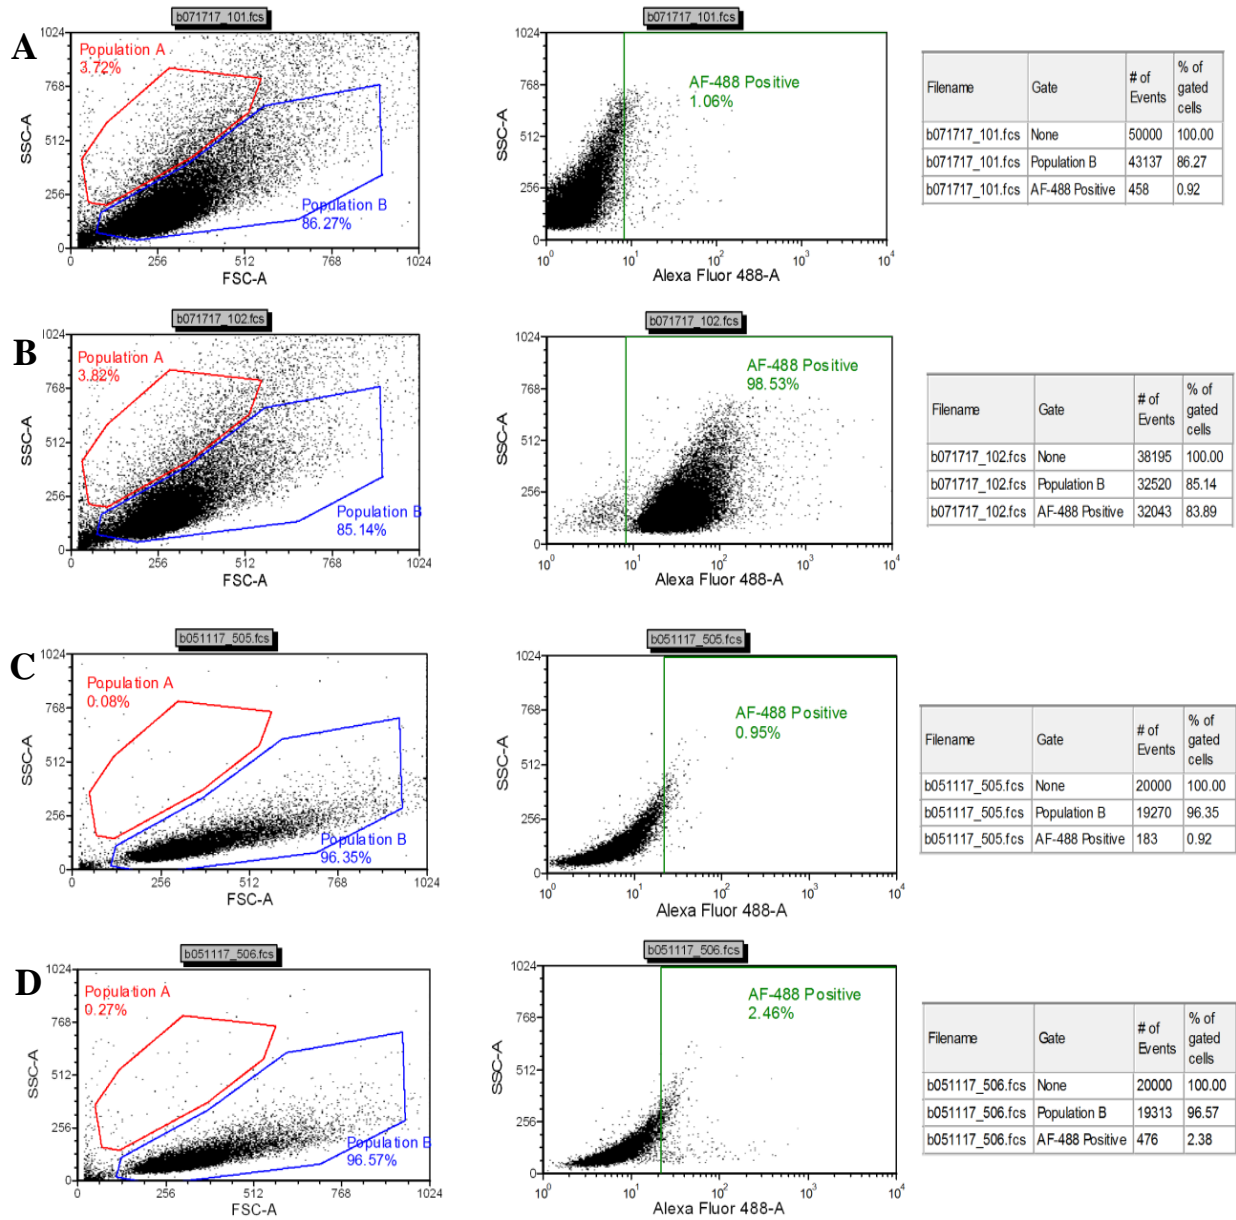 A
b071717_101.fcs
Population A
3.72%
Population B
86.27%
SSC-A
1024
768
512
256
0
0 256 512 768 1024
FSC-A
b071717_101.fcs
AF-488 Positive
1.06%
SSC-A
1024
768
512
256
0
10^0 10^1 10^2 10^3 10^4
Alexa Fluor 488-A
Filename Gate # of Events % of gated cells
b071717_101.fcs None 50000 100.00
b071717_101.fcs Population B 43137 86.27
b071717_101.fcs AF-488 Positive 458 0.92
B
b071717_102.fcs
Population A
3.82%
Population B
85.14%
SSC-A
1024
768
512
256
0
0 256 512 768 1024
FSC-A
b071717_102.fcs
AF-488 Positive
98.53%
SSC-A
1024
768
512
256
0
10^0 10^1 10^2 10^3 10^4
Alexa Fluor 488-A
Filename Gate # of Events % of gated cells
b071717_102.fcs None 38195 100.00
b071717_102.fcs Population B 32520 85.14
b071717_102.fcs AF-488 Positive 32043 83.89
C
b051117_505.fcs
Population A
0.08%
Population B
96.35%
SSC-A
1024
768
512
256
0
0 256 512 768 1024
FSC-A
b051117_505.fcs
AF-488 Positive
0.95%
SSC-A
1024
768
512
256
0
10^0 10^1 10^2 10^3 10^4
Alexa Fluor 488-A
Filename Gate # of Events % of gated cells
b051117_505.fcs None 20000 100.00
b051117_505.fcs Population B 19270 96.35
b051117_505.fcs AF-488 Positive 183 0.92
D
b051117_506.fcs
Population A
0.27%
Population B
96.57%
SSC-A
1024
768
512
256
0
0 256 512 768 1024
FSC-A
b051117_506.fcs
AF-488 Positive
2.46%
SSC-A
1024
768
512
256
0
10^0 10^1 10^2 10^3 10^4
Alexa Fluor 488-A
Filename Gate # of Events % of gated cells
b051117_506.fcs None 20000 100.00
b051117_506.fcs Population B 19313 96.57
b051117_506.fcs AF-488 Positive 476 2.38